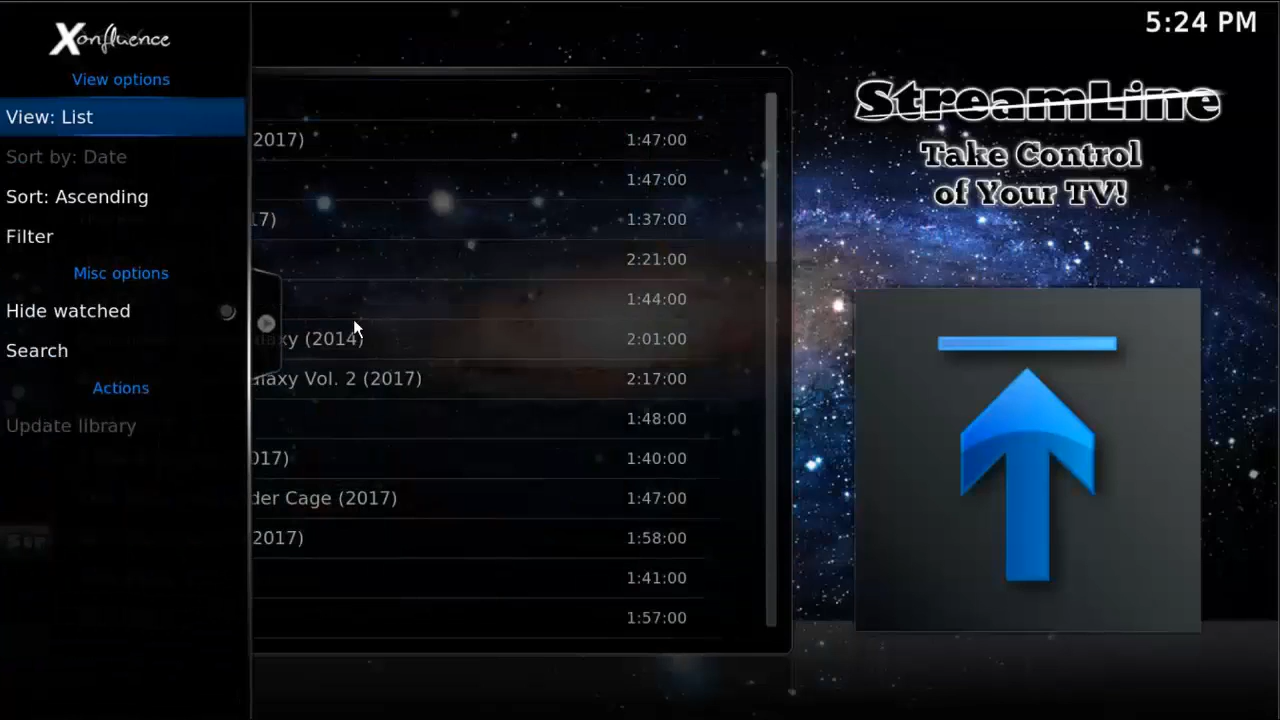 5:24 PM
Xonfluence
View options
View: List
Sort by: Date
Sort: Ascending
Filter
Misc options
Hide watched
Search
Actions
Update library
2017) 1:47:00
1:47:00
17) 1:37:00
2:21:00
1:44:00
axy (2014) 2:01:00
alaxy Vol. 2 (2017) 2:17:00
1:48:00
017) 1:40:00
der Cage (2017) 1:47:00
2017) 1:58:00
1:41:00
1:57:00
StreamLine
Take Control
of Your TV!